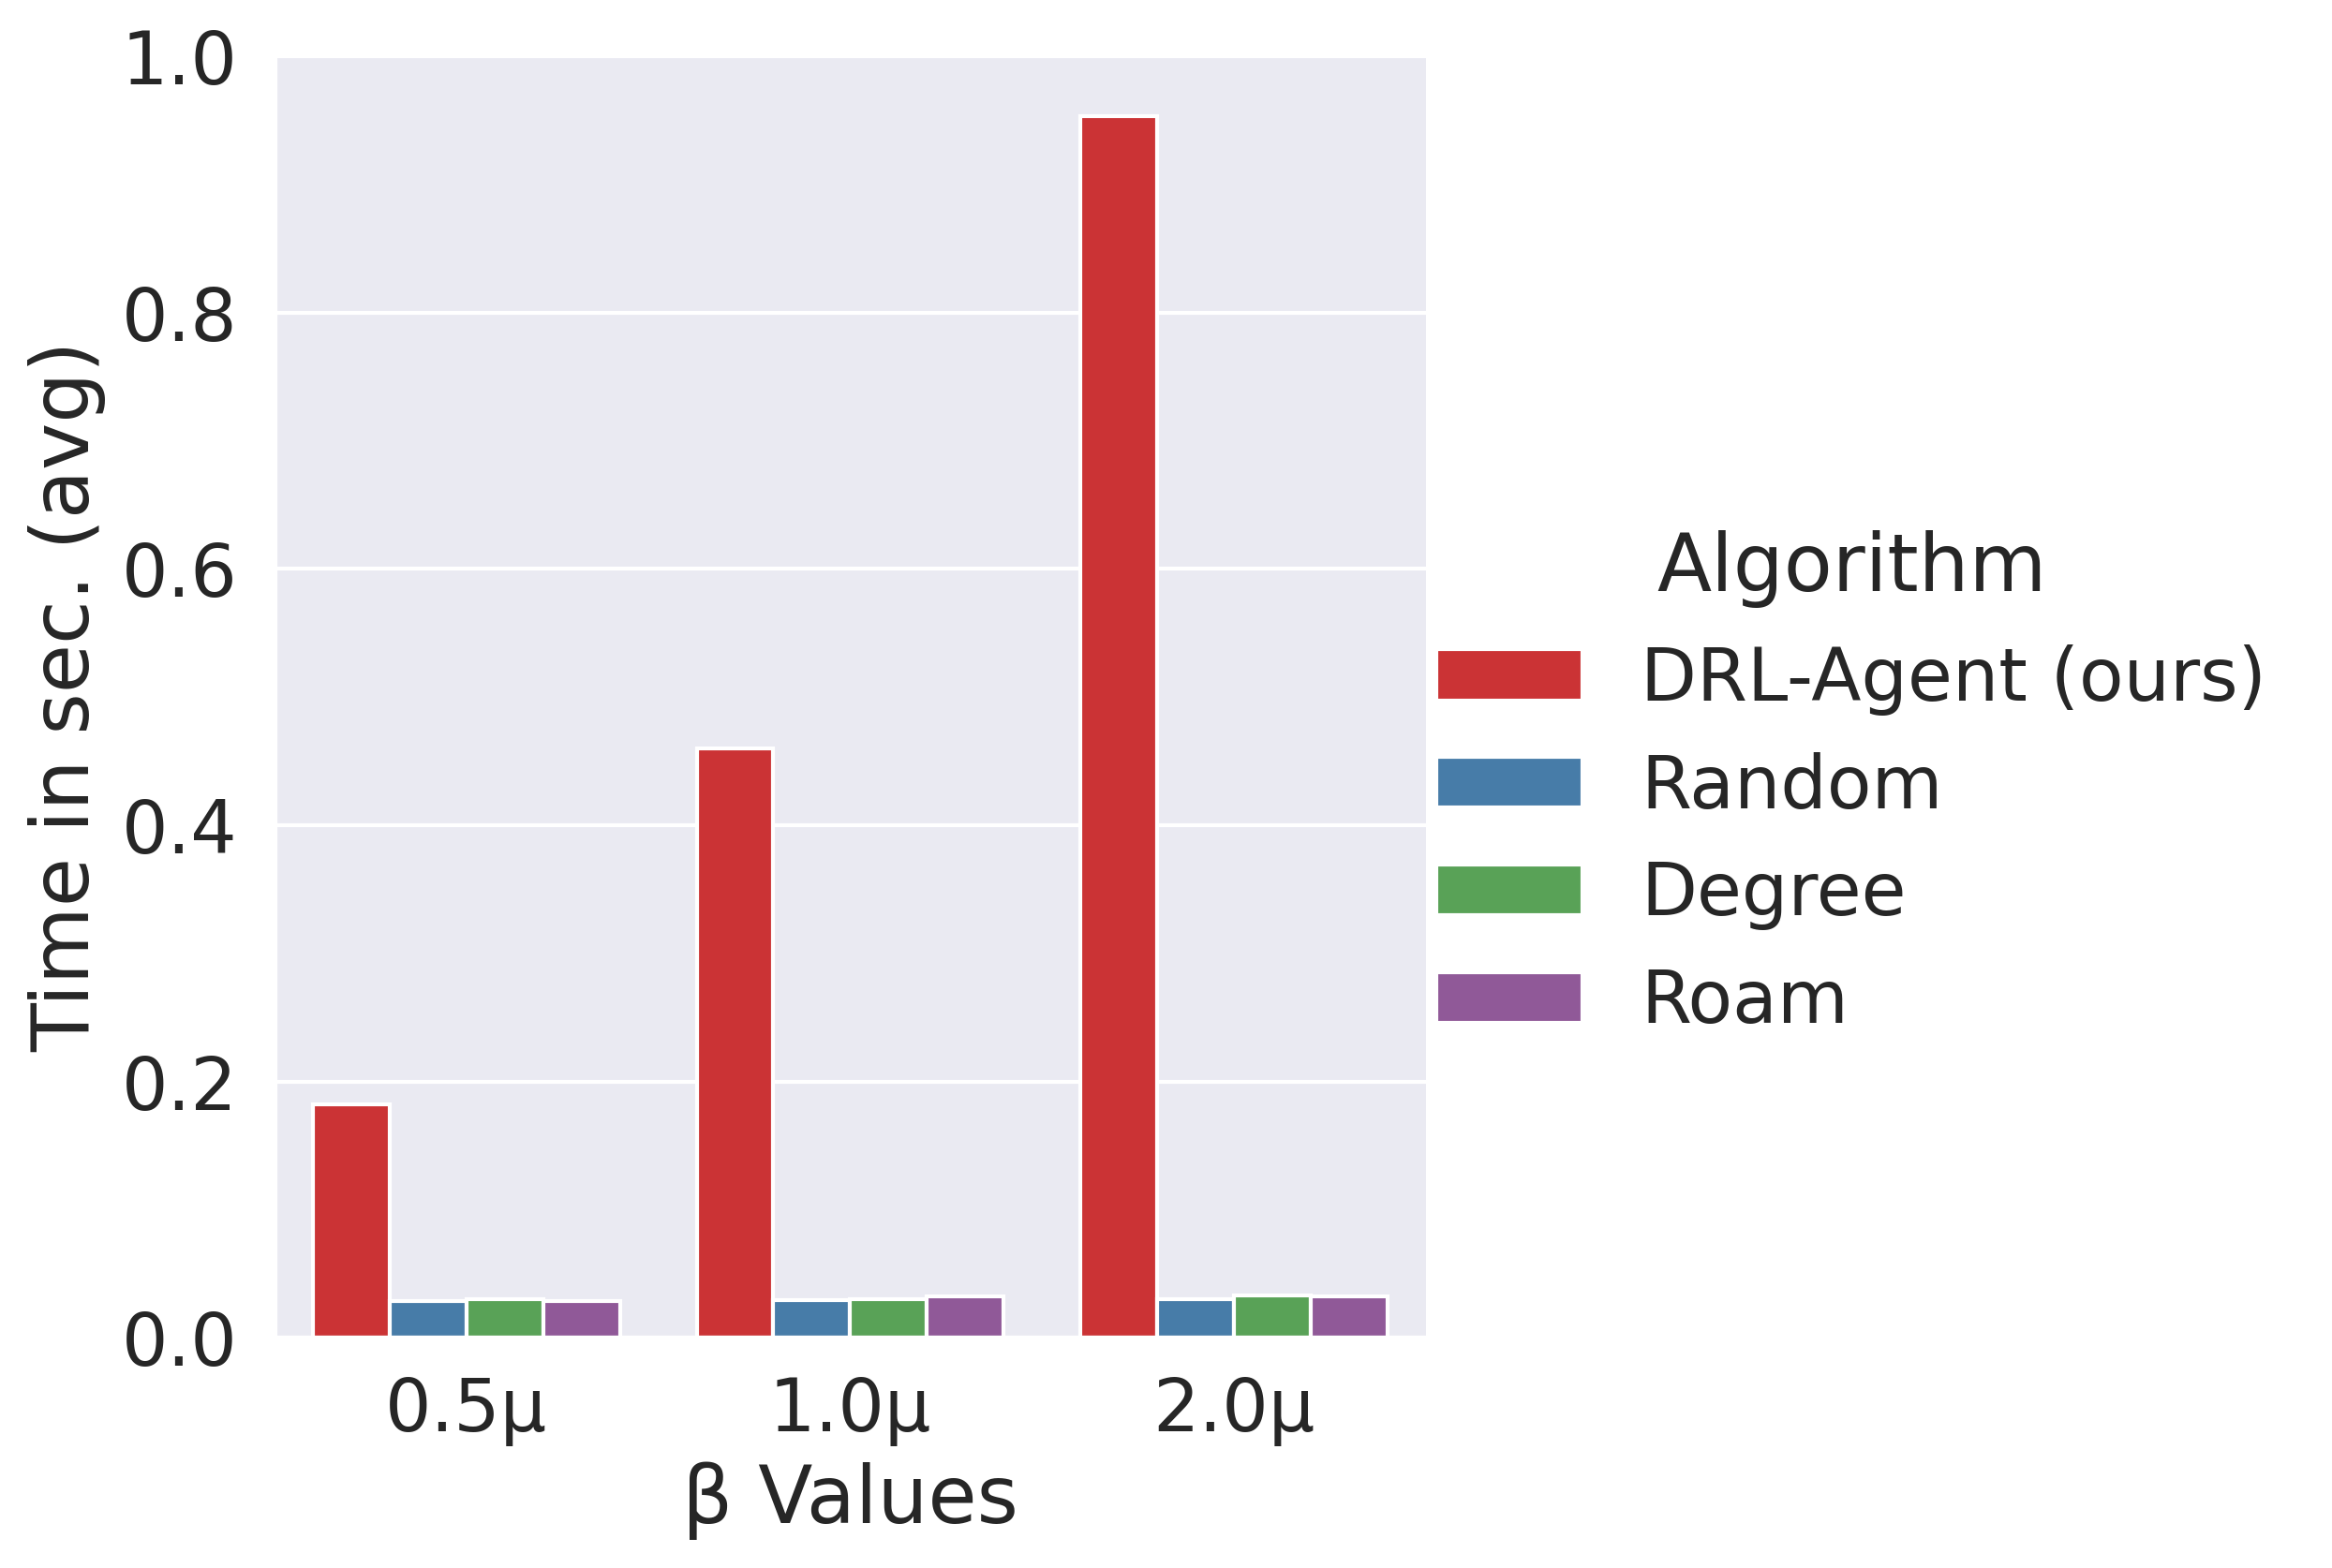 1.0
0.8
0.6
0.4
0.2
0.0
Time in sec. (avg)
0.5µ
1.0µ
2.0µ
β Values
Algorithm
DRL-Agent (ours)
Random
Degree
Roam